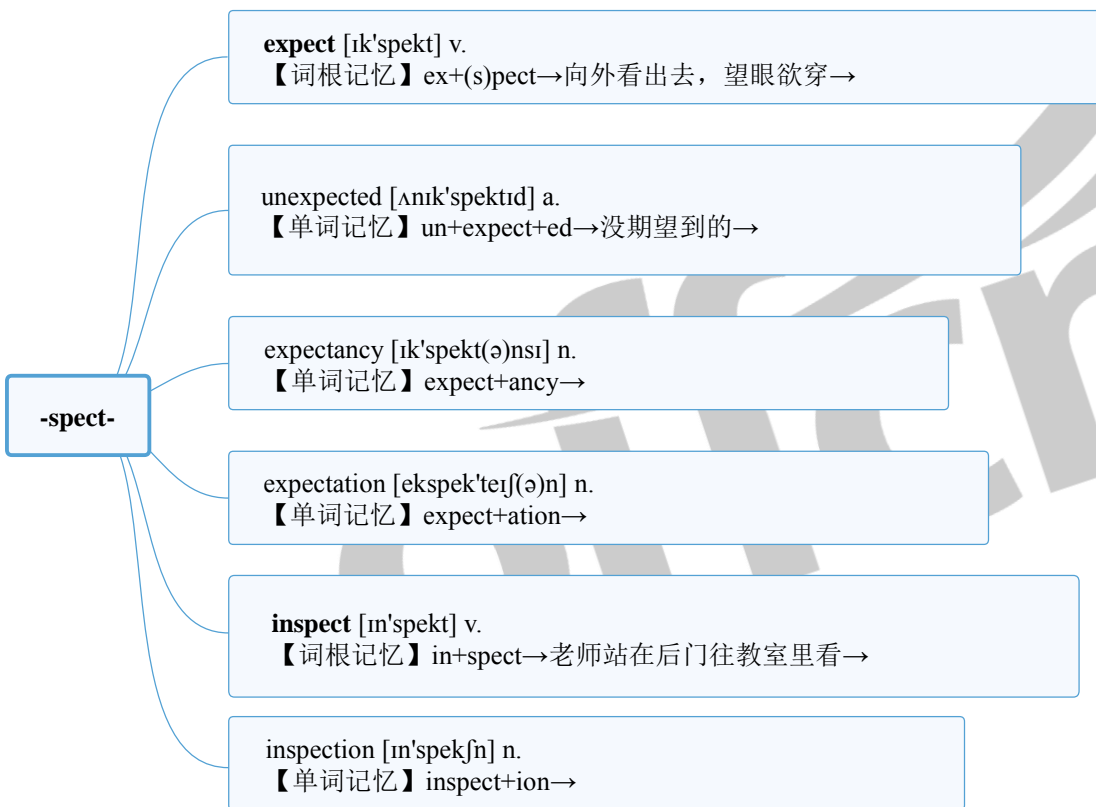 expect [ɪk'spekt] v.
【词根记忆】ex+(s)pect→向外看出去，望眼欲穿→
unexpected [ʌnɪk'spektɪd] a.
【单词记忆】un+expect+ed→没期望到的→
expectancy [ɪk'spekt(ə)nsɪ] n.
【单词记忆】expect+ancy→
-spect-
expectation [ekspek'teɪʃ(ə)n] n.
【单词记忆】expect+ation→
inspect [ɪn'spekt] v.
【词根记忆】in+spect→老师站在后门往教室里看→
inspection [ɪn'spekʃn] n.
【单词记忆】inspect+ion→